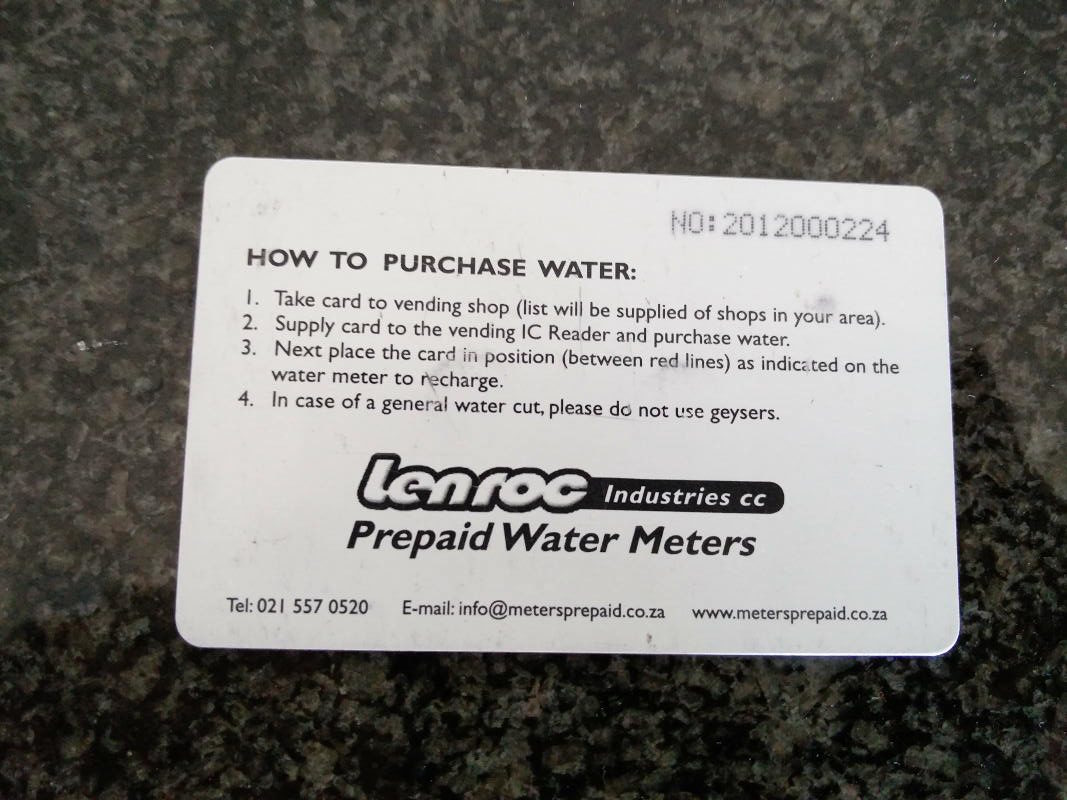 NO:2012000224
HOW TO PURCHASE WATER:
1. Take card to vending shop (list will be supplied of shops in your area).
2. Supply card to the vending IC Reader and purchase water.
3. Next place the card in position (between red lines) as indicated on the
water meter to recharge.
4. In case of a general water cut, please do not use geysers.
lenroc Industries cc
Prepaid Water Meters
Tel: 021 557 0520 E-mail: info@metersprepaid.co.za www.metersprepaid.co.za